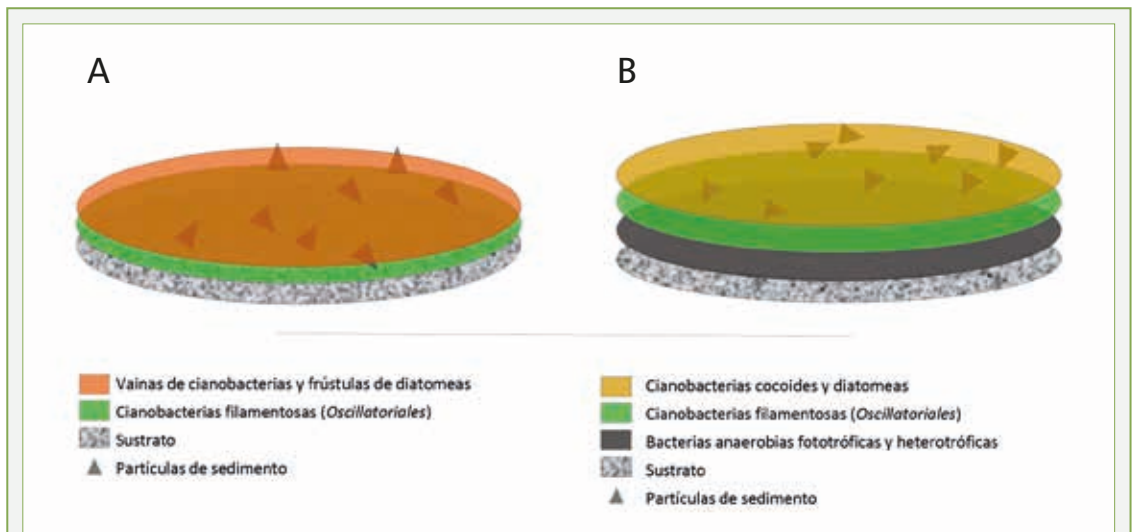 A
B
Vainas de cianobacterias y frústulas de diatomeas
Cianobacterias filamentosas (Oscillatoriales)
Sustrato
Partículas de sedimento
Cianobacterias cocoides y diatomeas
Cianobacterias filamentosas (Oscillatoriales)
Bacterias anaerobias fototróficas y heterotróficas
Sustrato
Partículas de sedimento